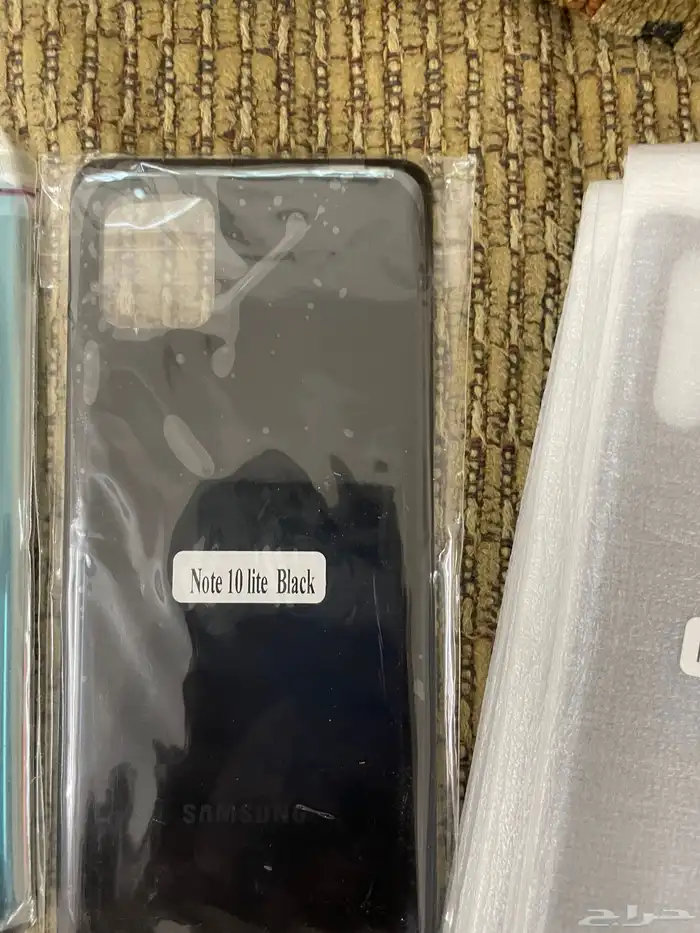 Note 10 lite Black
SAMSUNG
حراج